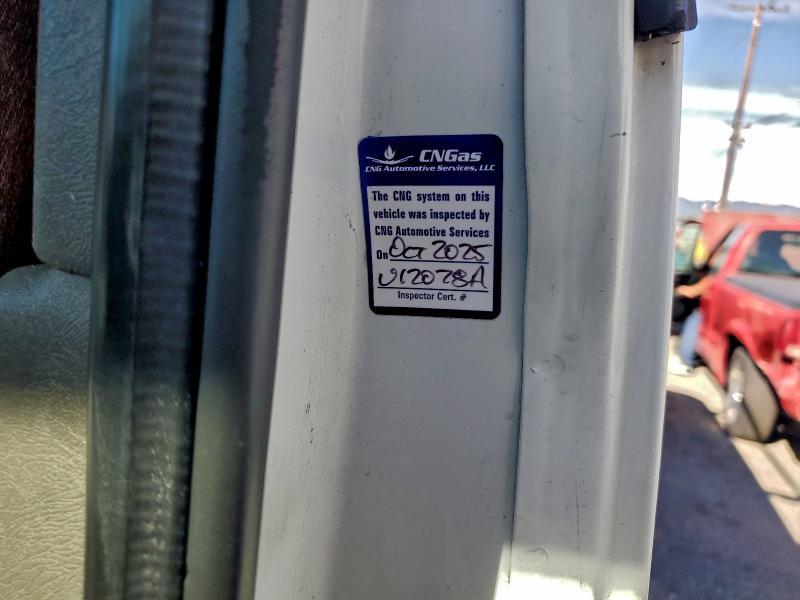 CNGas
CNG Automotive Services, LLC
The CNG system on this
vehicle was inspected by
CNG Automotive Services
On Oct 2025
V12028A
Inspector Cert. #